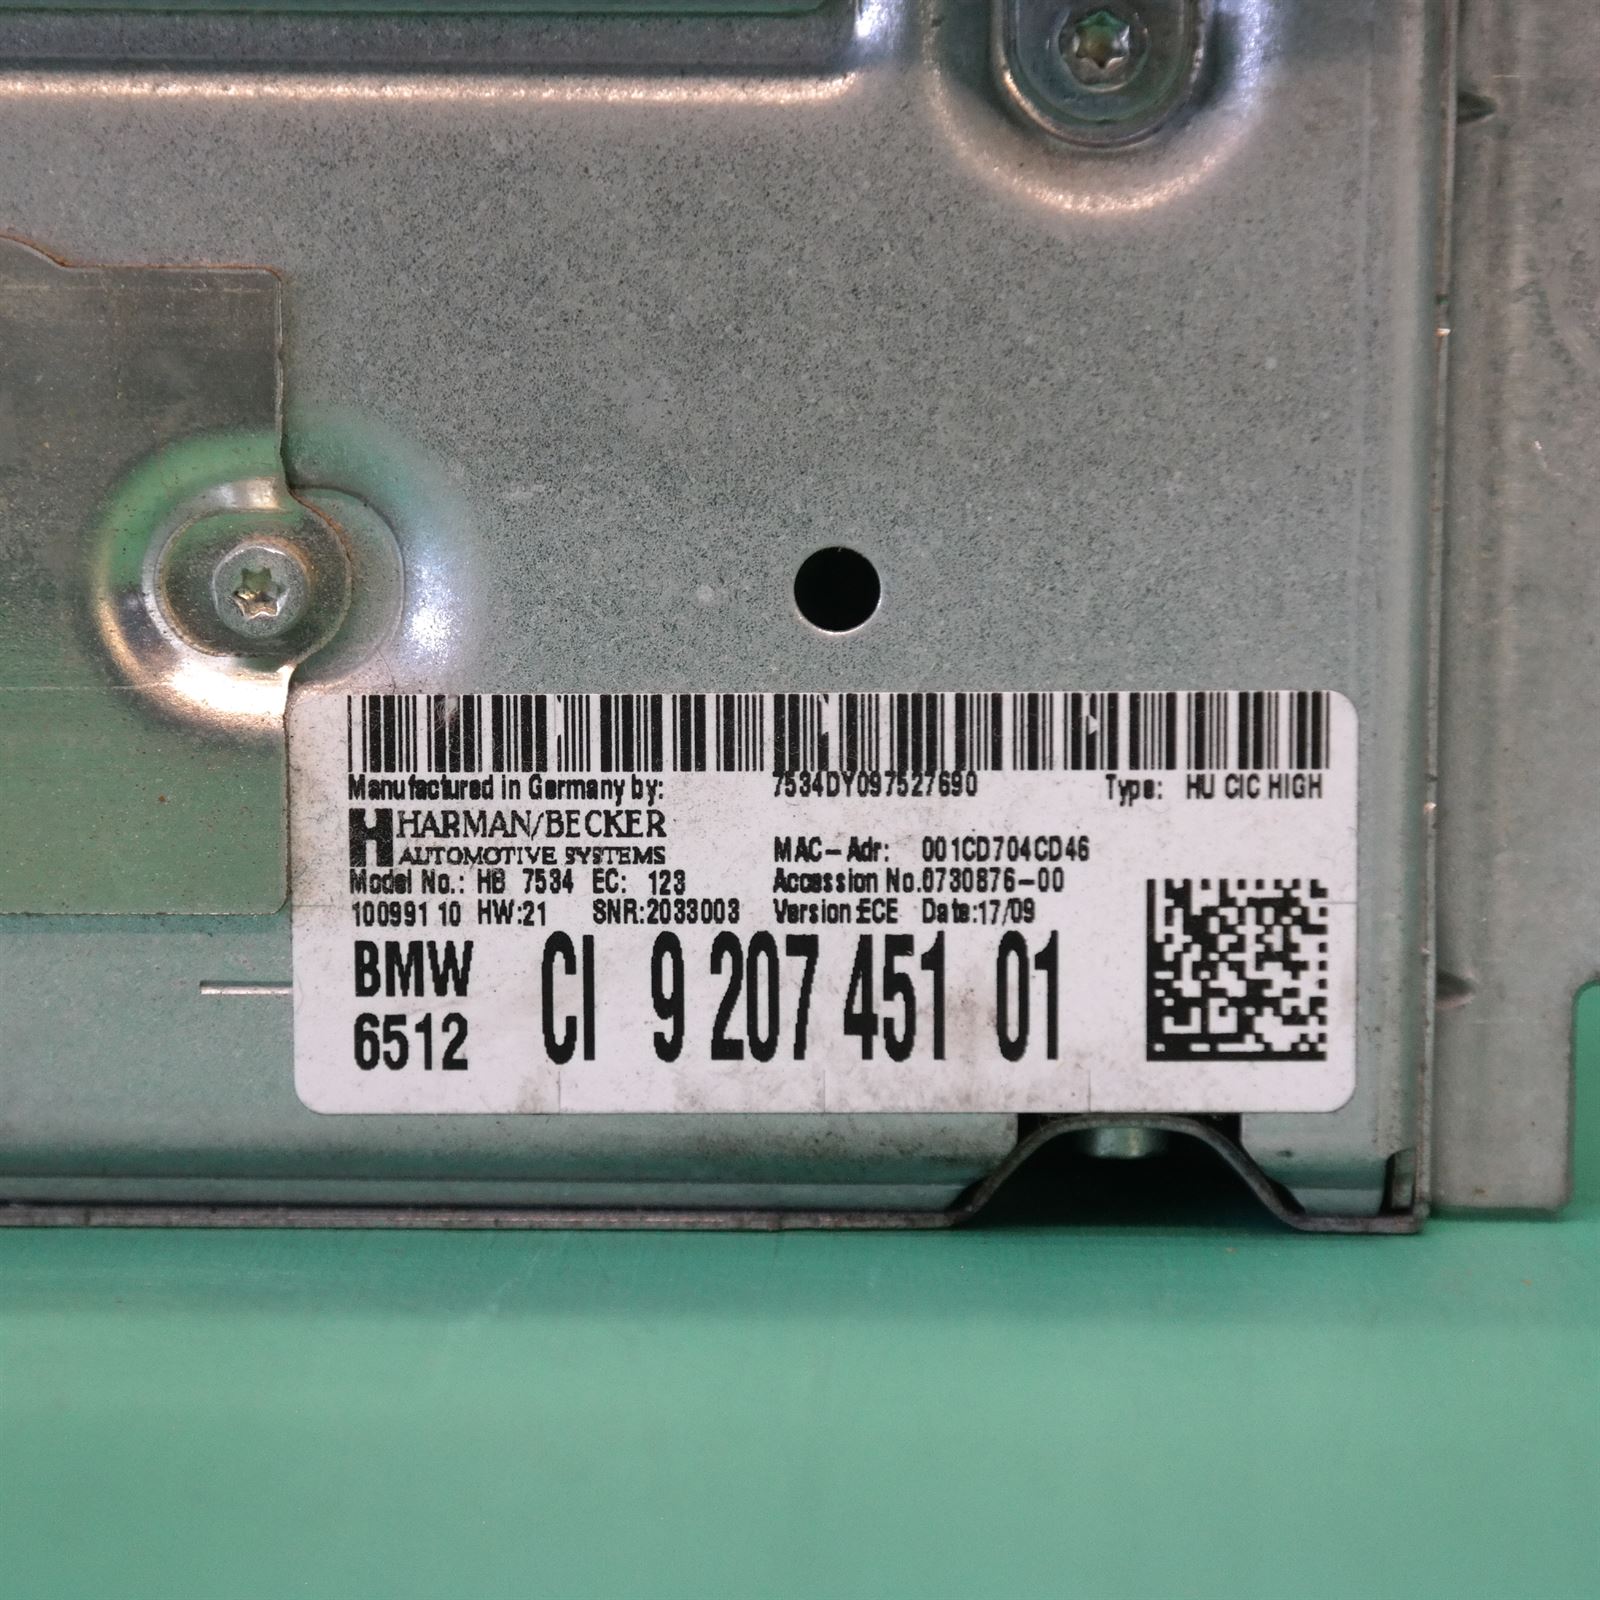 Manufactured in Germany by: 7534DY097527690 Type: HU CIC HIGH
HARMAN/BECKER
AUTOMOTIVE SYSTEMS
MAC-Adr: 001CD704CD46
Model No.: HB 7534 EC: 123 Accession No.0730876-00
100991 10 HW:21 SNR:2033003 Version:ECE Date:17/09
BMW
6512
CI 9 207 451 01